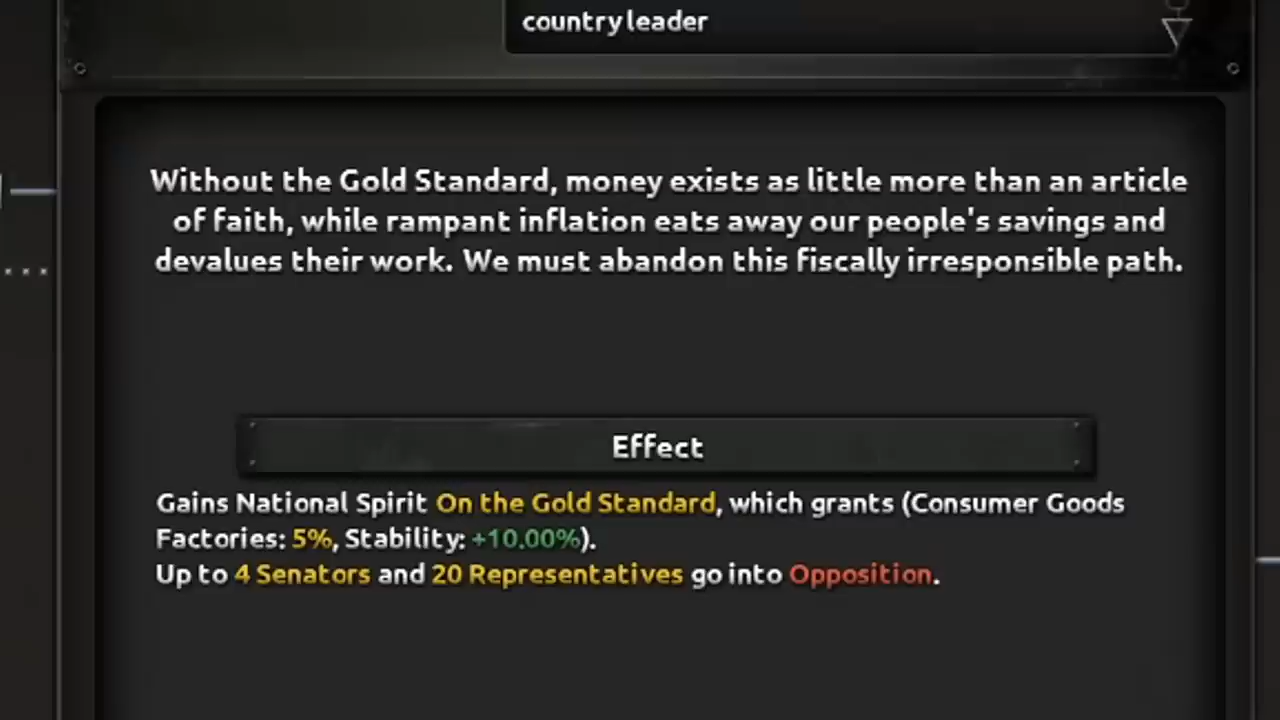 country leader
Without the Gold Standard, money exists as little more than an article
of faith, while rampant inflation eats away our people's savings and
devalues their work. We must abandon this fiscally irresponsible path.
Effect
Gains National Spirit On the Gold Standard, which grants (Consumer Goods
Factories: 5%, Stability: +10.00%).
Up to 4 Senators and 20 Representatives go into Opposition.